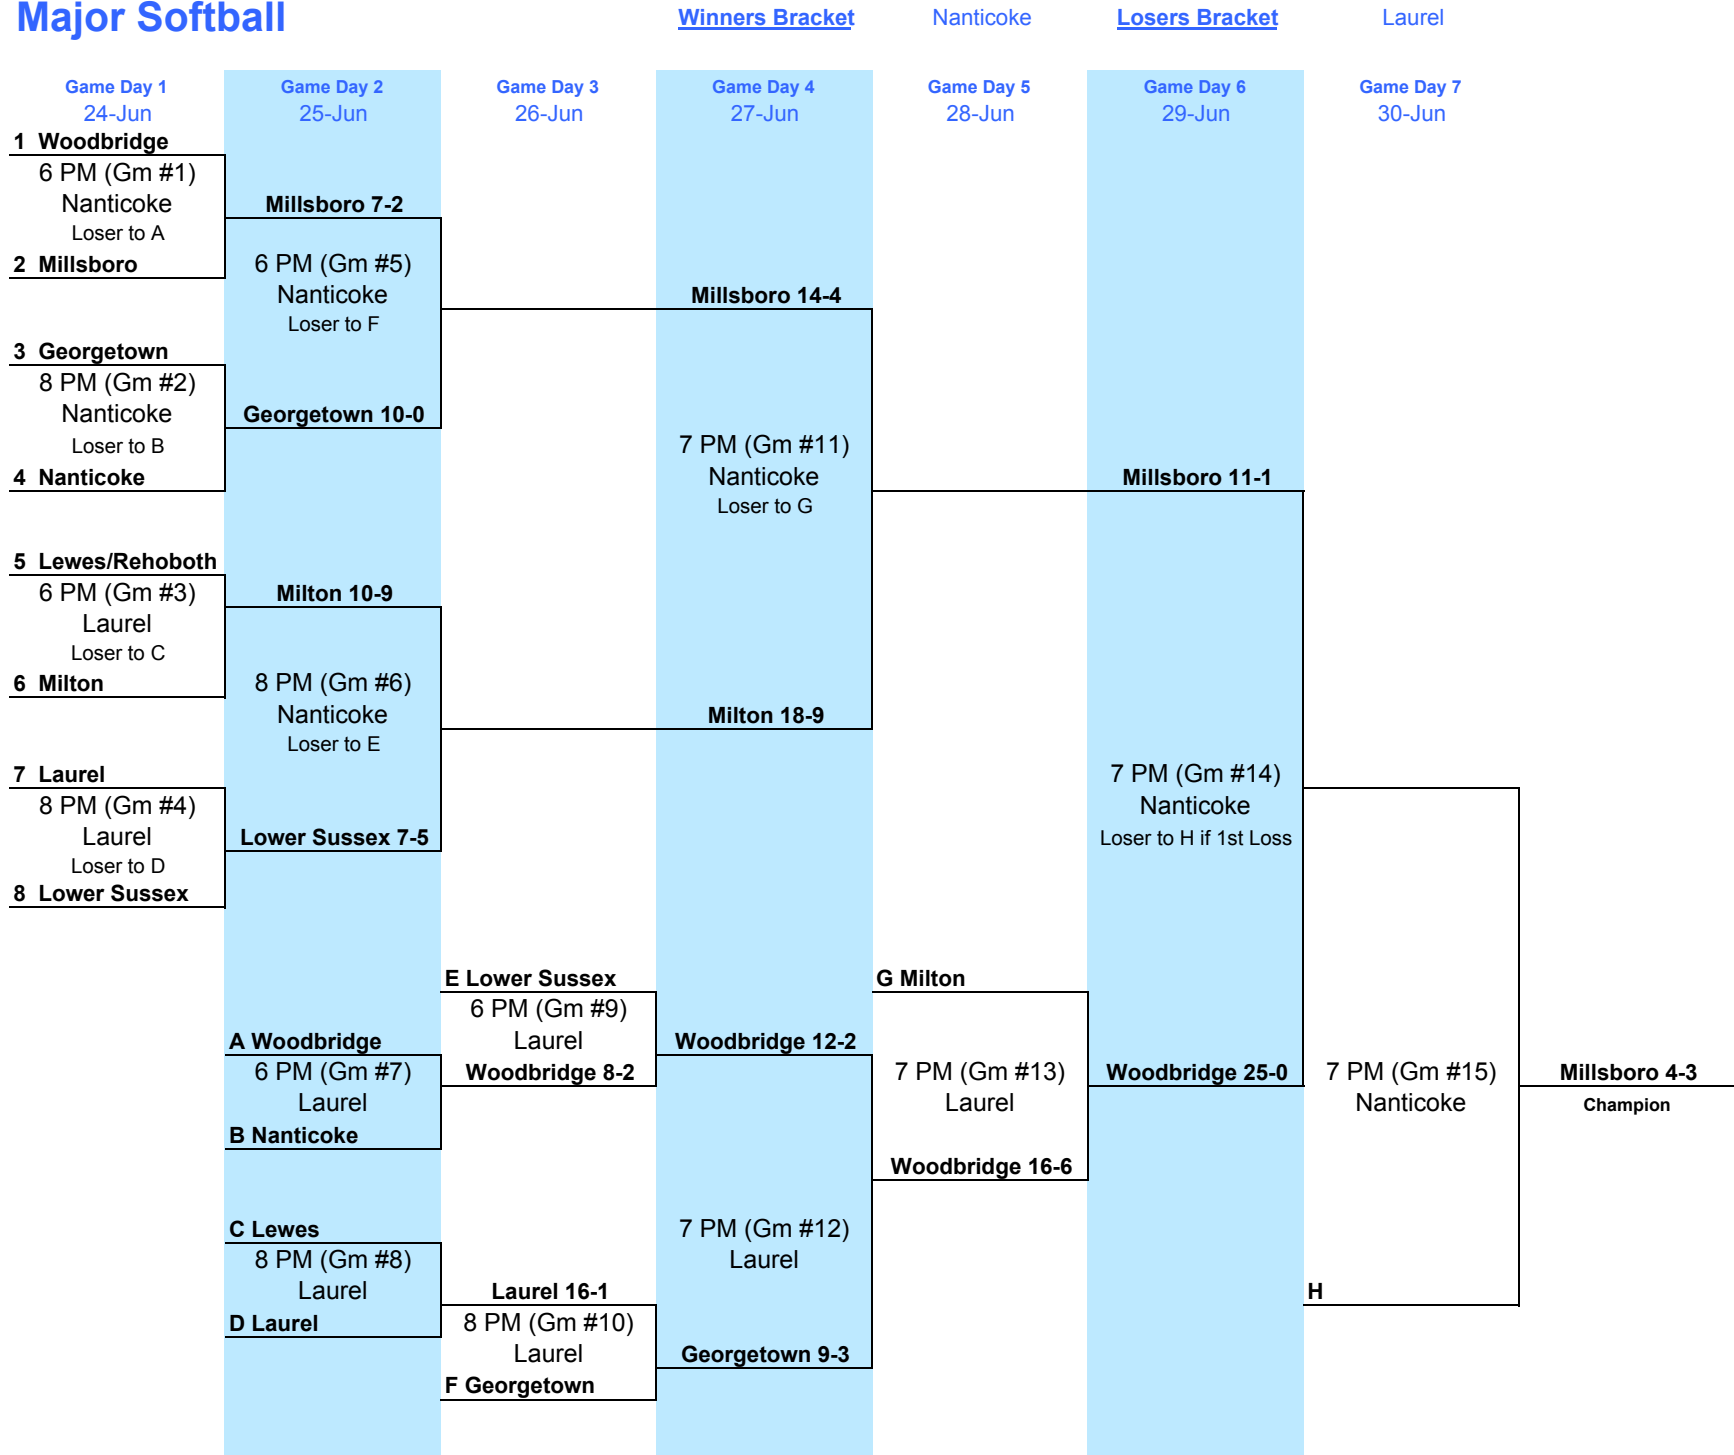 Major Softball
Winners Bracket Nanticoke Losers Bracket Laurel
Game Day 1 Game Day 2 Game Day 3 Game Day 4 Game Day 5 Game Day 6 Game Day 7
24-Jun 25-Jun 26-Jun 27-Jun 28-Jun 29-Jun 30-Jun
1 Woodbridge
6 PM (Gm #1)
Nanticoke
Loser to A
2 Millsboro
3 Georgetown
8 PM (Gm #2)
Nanticoke
Loser to B
4 Nanticoke
5 Lewes/Rehoboth
6 PM (Gm #3)
Laurel
Loser to C
6 Milton
7 Laurel
8 PM (Gm #4)
Laurel
Loser to D
8 Lower Sussex
Millsboro 7-2
6 PM (Gm #5)
Nanticoke
Loser to F
Georgetown 10-0
Milton 10-9
8 PM (Gm #6)
Nanticoke
Loser to E
Lower Sussex 7-5
A Woodbridge
6 PM (Gm #7)
Laurel
B Nanticoke
C Lewes
8 PM (Gm #8)
Laurel
D Laurel
E Lower Sussex
6 PM (Gm #9)
Laurel
Woodbridge 8-2
Laurel 16-1
8 PM (Gm #10)
Laurel
F Georgetown
Millsboro 14-4
7 PM (Gm #11)
Nanticoke
Loser to G
Milton 18-9
Woodbridge 12-2
7 PM (Gm #12)
Laurel
Georgetown 9-3
G Milton
7 PM (Gm #13)
Laurel
Woodbridge 16-6
Millsboro 11-1
7 PM (Gm #14)
Nanticoke
Loser to H if 1st Loss
Woodbridge 25-0
7 PM (Gm #15)
Nanticoke
H
Millsboro 4-3
Champion